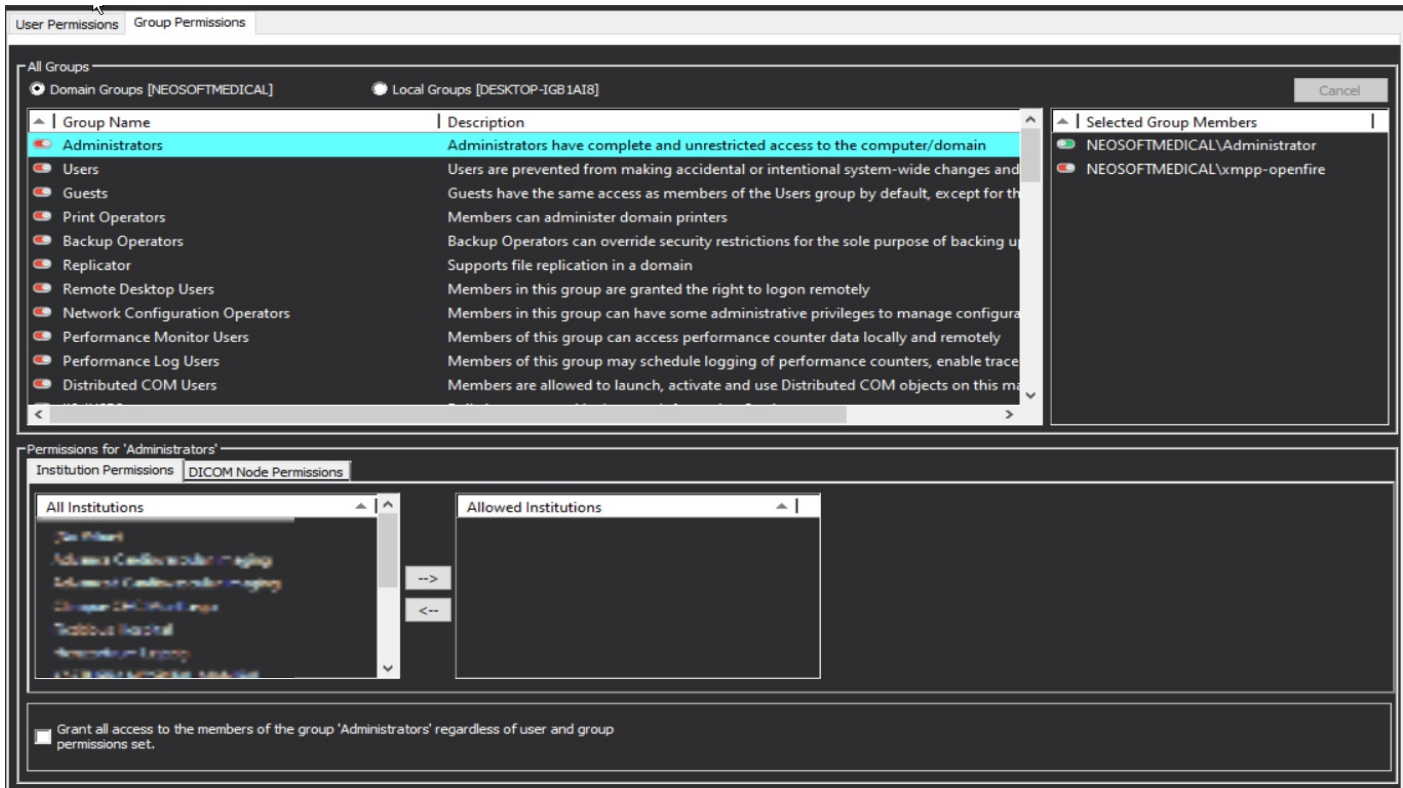 User Permissions
Group Permissions
All Groups
Domain Groups [NEOSOFTMEDICAL]
Local Groups [DESKTOP-IGB1AI8]
Cancel
Group Name
Description
Administrators
Administrators have complete and unrestricted access to the computer/domain
Users
Users are prevented from making accidental or intentional system-wide changes and
Guests
Guests have the same access as members of the Users group by default, except for th
Print Operators
Members can administer domain printers
Backup Operators
Backup Operators can override security restrictions for the sole purpose of backing u
Replicator
Supports file replication in a domain
Remote Desktop Users
Members in this group are granted the right to logon remotely
Network Configuration Operators
Members in this group can have some administrative privileges to manage configura
Performance Monitor Users
Members of this group can access performance counter data locally and remotely
Performance Log Users
Members of this group may schedule logging of performance counters, enable trace
Distributed COM Users
Members are allowed to launch, activate and use Distributed COM objects on this ma
Selected Group Members
NEOSOFTMEDICAL\Administrator
NEOSOFTMEDICAL\xmpp-openfire
Permissions for 'Administrators'
Institution Permissions
DICOM Node Permissions
All Institutions
-->
<--
Allowed Institutions
Grant all access to the members of the group 'Administrators' regardless of user and group
permissions set.